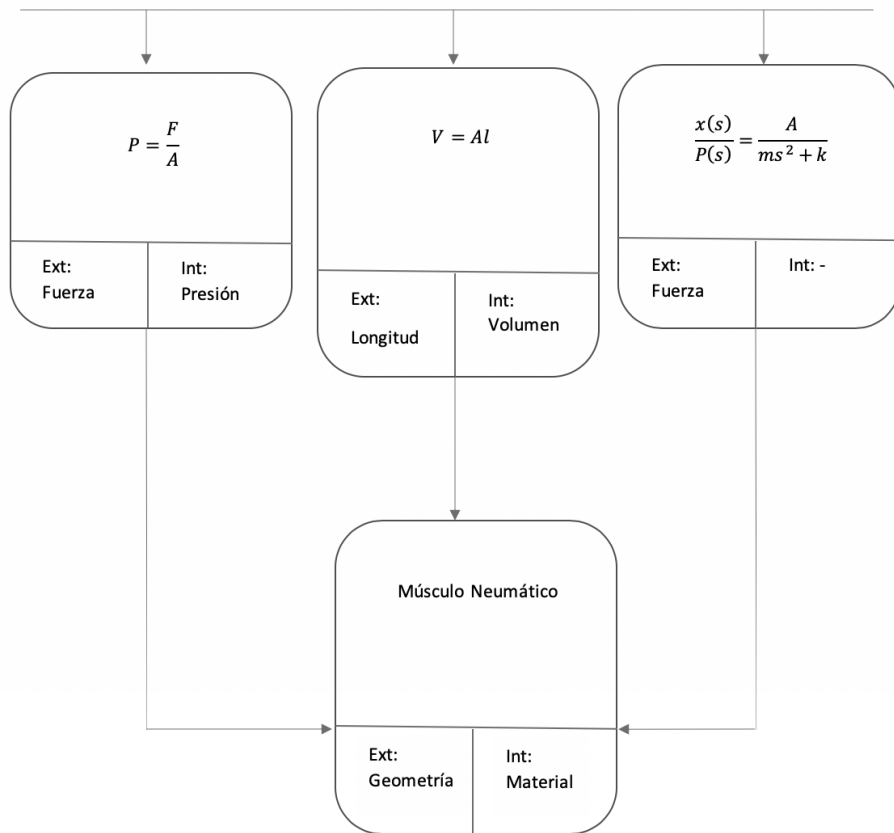 P = F/A
Ext:
Fuerza
Int:
Presión
V = Al
Ext:
Longitud
Int:
Volumen
x(s)/P(s) = A/(ms² + k)
Ext:
Fuerza
Int: -
Músculo Neumático
Ext:
Geometría
Int:
Material